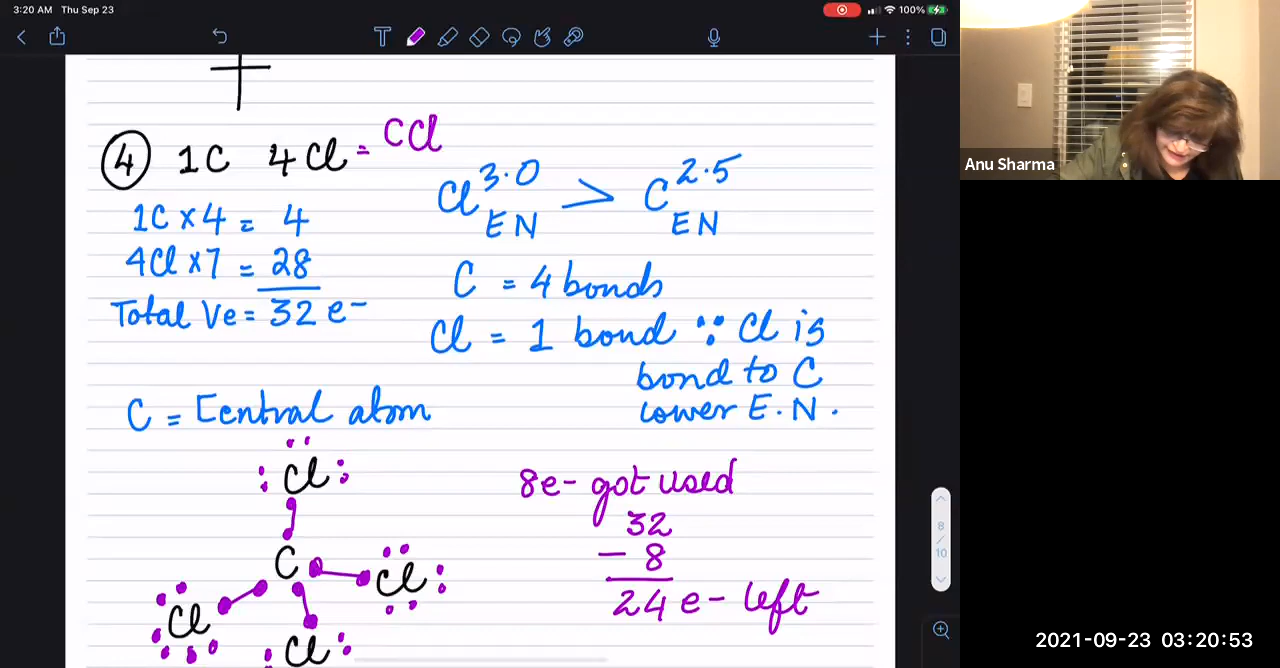 3:20 AM Thu Sep 23
100%
④ 1C 4Cl = CCl
1C x 4 = 4
4Cl x 7 = 28
Total Ve = 32 e-
Cl 3.0 EN > C 2.5 EN
C = 4 bonds
Cl = 1 bond ∵ Cl is
bond to C
lower E.N.
C = Central atom
Cl
C
Cl
Cl
Cl
8e- got used
32
- 8
24 e- left
8
/
10
Anu Sharma
2021-09-23 03:20:53